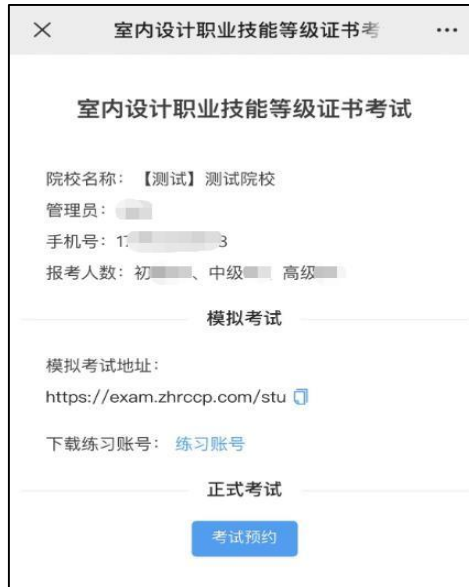 室内设计职业技能等级证书考
室内设计职业技能等级证书考试
院校名称：【测试】测试院校
管理员：
手机号：1 3
报考人数：初 、中级 高级
模拟考试
模拟考试地址：
https://exam.zhrccp.com/stu
下载练习账号：练习账号
正式考试
考试预约